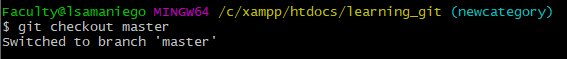 Faculty@lsamaniego MINGW64 /c/xampp/htdocs/learning_git (newcategory)
$ git checkout master
Switched to branch 'master'